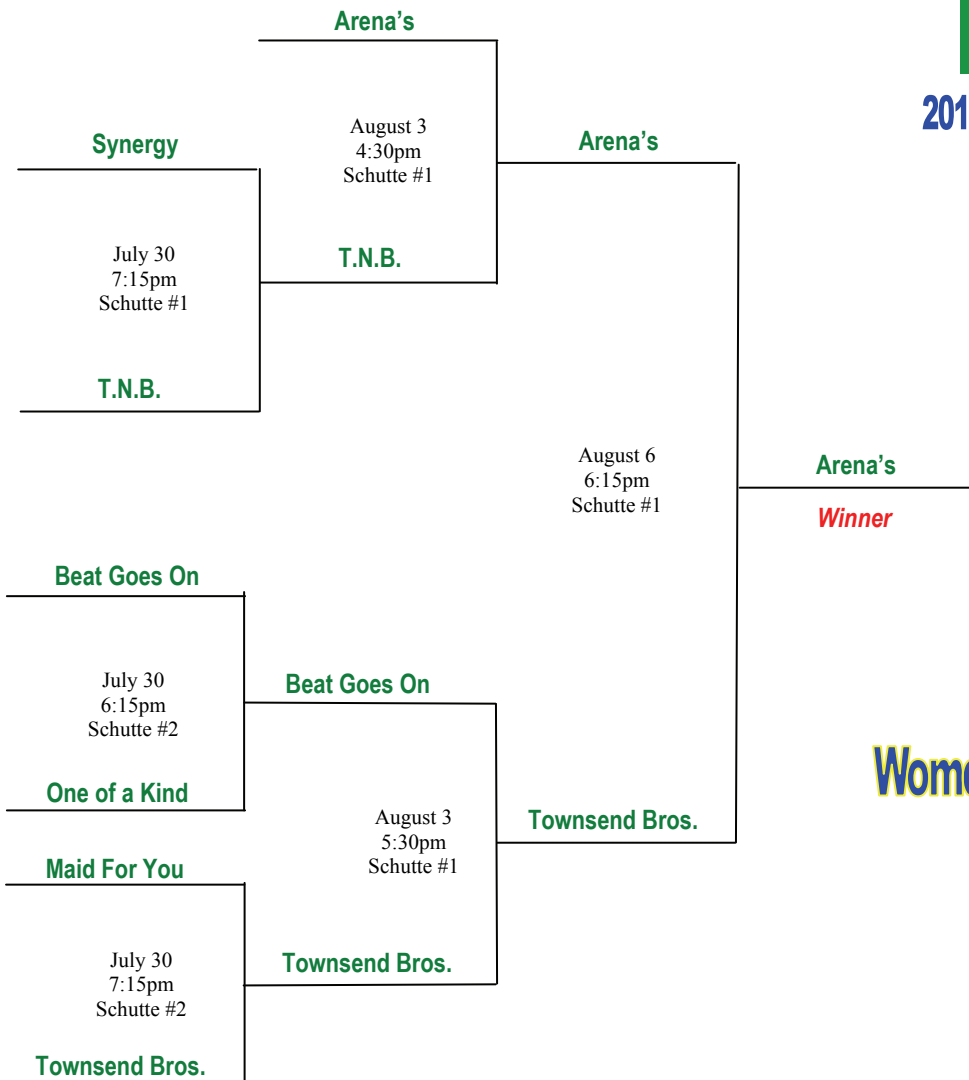 Arena's
201
Synergy
August 3
4:30pm
Schutte #1
Arena's
July 30
7:15pm
Schutte #1
T.N.B.
T.N.B.
August 6
6:15pm
Schutte #1
Arena's
Winner
Beat Goes On
July 30
6:15pm
Schutte #2
Beat Goes On
One of a Kind
August 3
5:30pm
Schutte #1
Townsend Bros.
Maid For You
July 30
7:15pm
Schutte #2
Townsend Bros.
Townsend Bros.